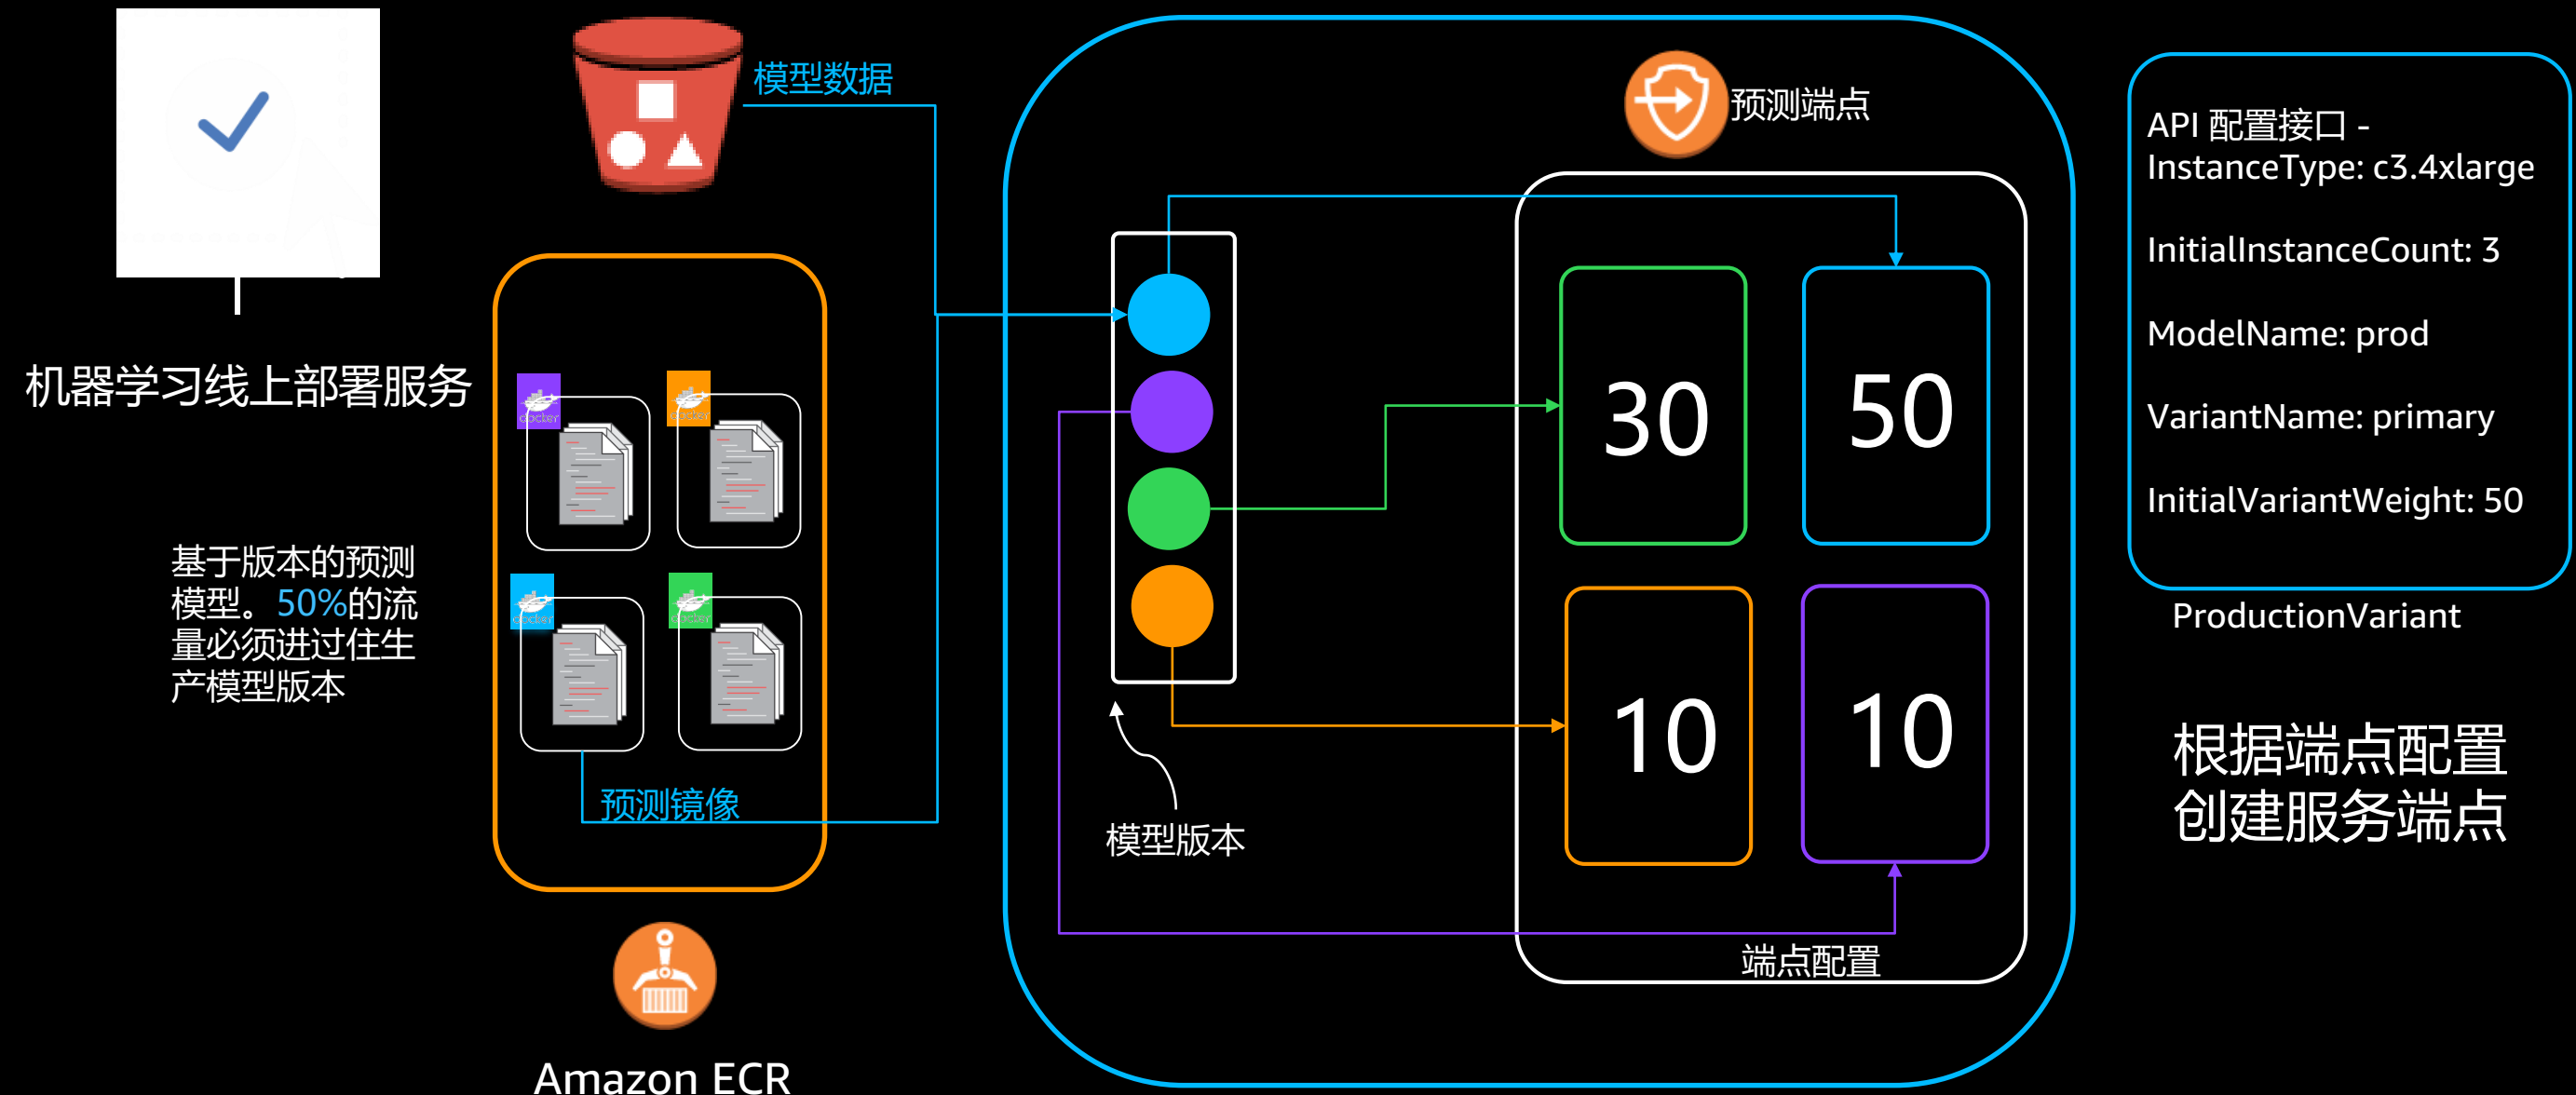 模型数据
预测端点
API 配置接口 -
InstanceType: c3.4xlarge
InitialInstanceCount: 3
ModelName: prod
VariantName: primary
InitialVariantWeight: 50
ProductionVariant
机器学习线上部署服务
docker
docker
30
50
基于版本的预测
模型。50%的流
量必须进过住生
产模型版本
docker
docker
10
10
预测镜像
模型版本
端点配置
根据端点配置
创建服务端点
Amazon ECR